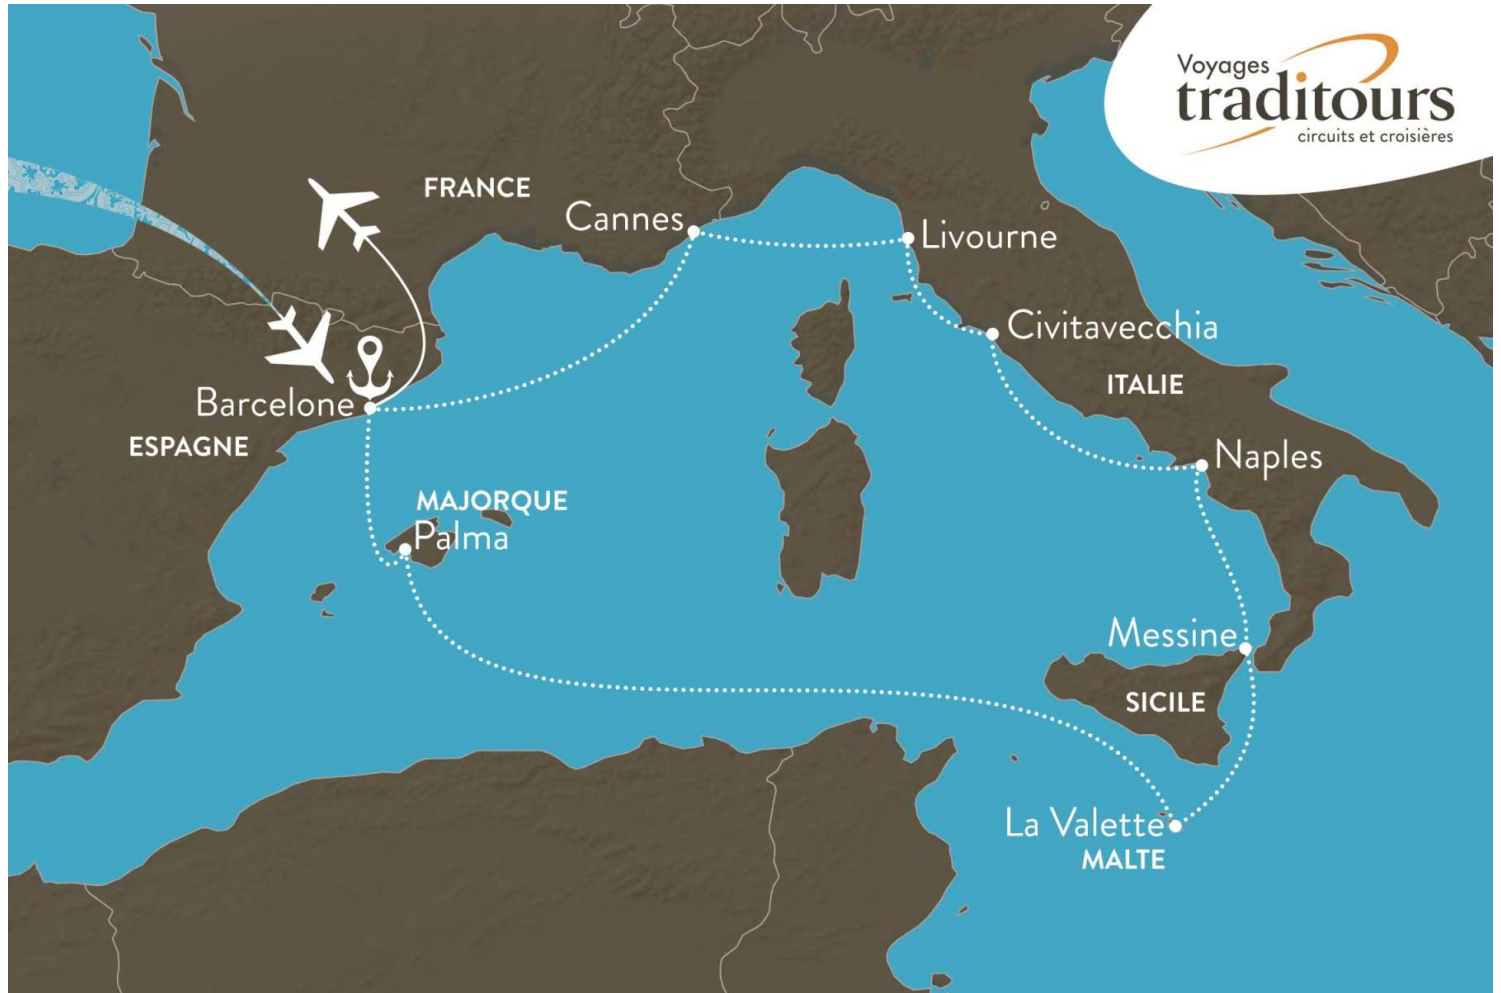 Voyages
traditours
circuits et croisières
FRANCE
Cannes
Livourne
Civitavecchia
ITALIE
Barcelone
ESPAGNE
Naples
MAJORQUE
Palma
Messine
SICILE
La Valette
MALTE